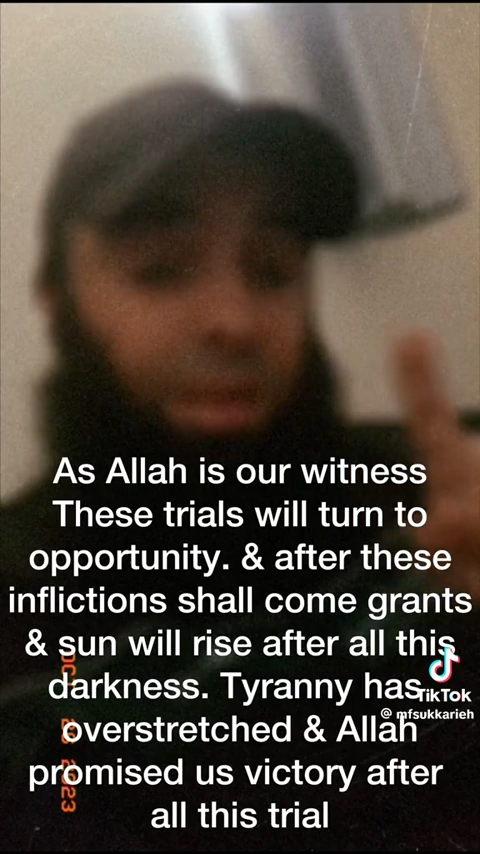 As Allah is our witness
These trials will turn to
opportunity. & after these
inflictions shall come grants
& sun will rise after all this
darkness. Tyranny has
overstretched & Allah
promised us victory after
all this trial
TikTok
@ mfsukkarieh
2023